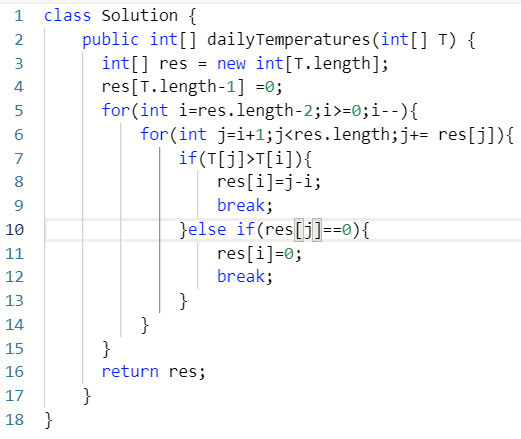 1 class Solution {
2     public int[] dailyTemperatures(int[] T) {
3       int[] res = new int[T.length];
4       res[T.length-1] =0;
5       for(int i=res.length-2;i>=0;i--){
6           for(int j=i+1;j<res.length;j+= res[j]){
7               if(T[j]>T[i]){
8                   res[i]=j-i;
9                   break;
10              }else if(res[j]==0){
11                  res[i]=0;
12                  break;
13              }
14          }
15      }
16      return res;
17    }
18 }